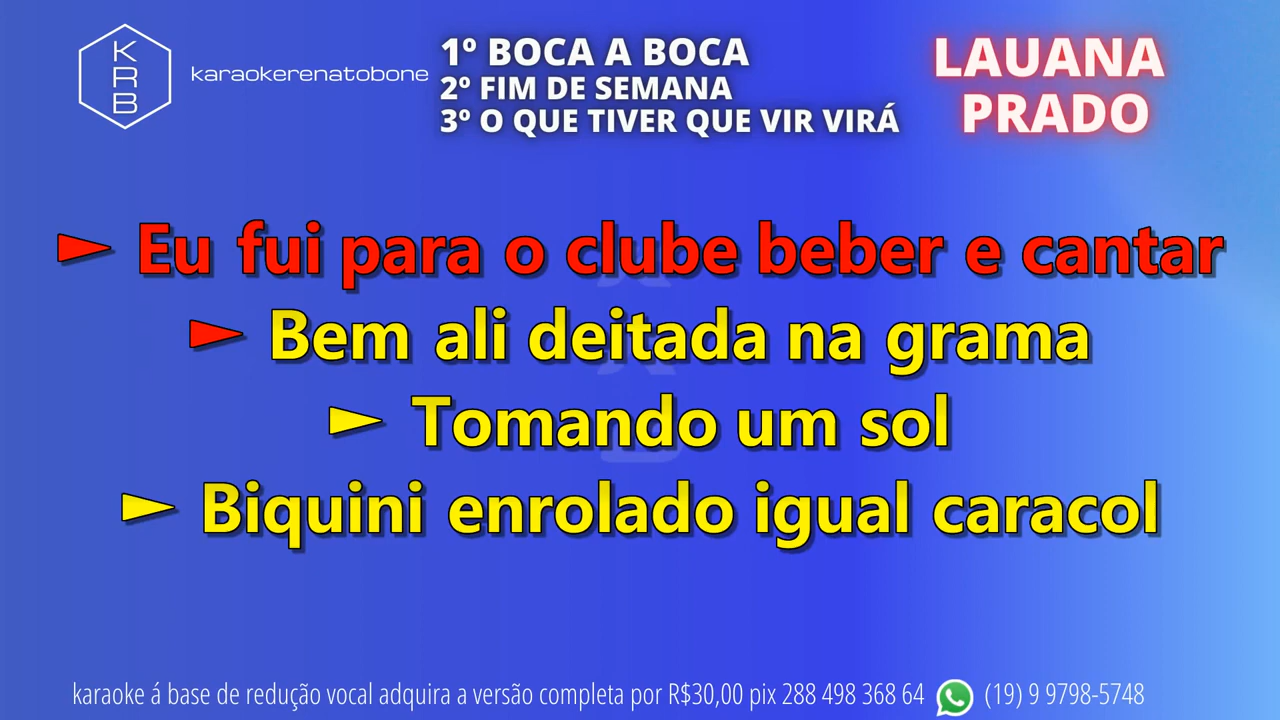 KRB
karaokerenatobone
1º BOCA A BOCA
2º FIM DE SEMANA
3º O QUE TIVER QUE VIR VIRÁ
LAUANA
PRADO
► Eu fui para o clube beber e cantar
► Bem ali deitada na grama
► Tomando um sol
► Biquini enrolado igual caracol
karaoke á base de redução vocal adquira a versão completa por R$30,00 pix 288 498 368 64 (19) 9 9798-5748